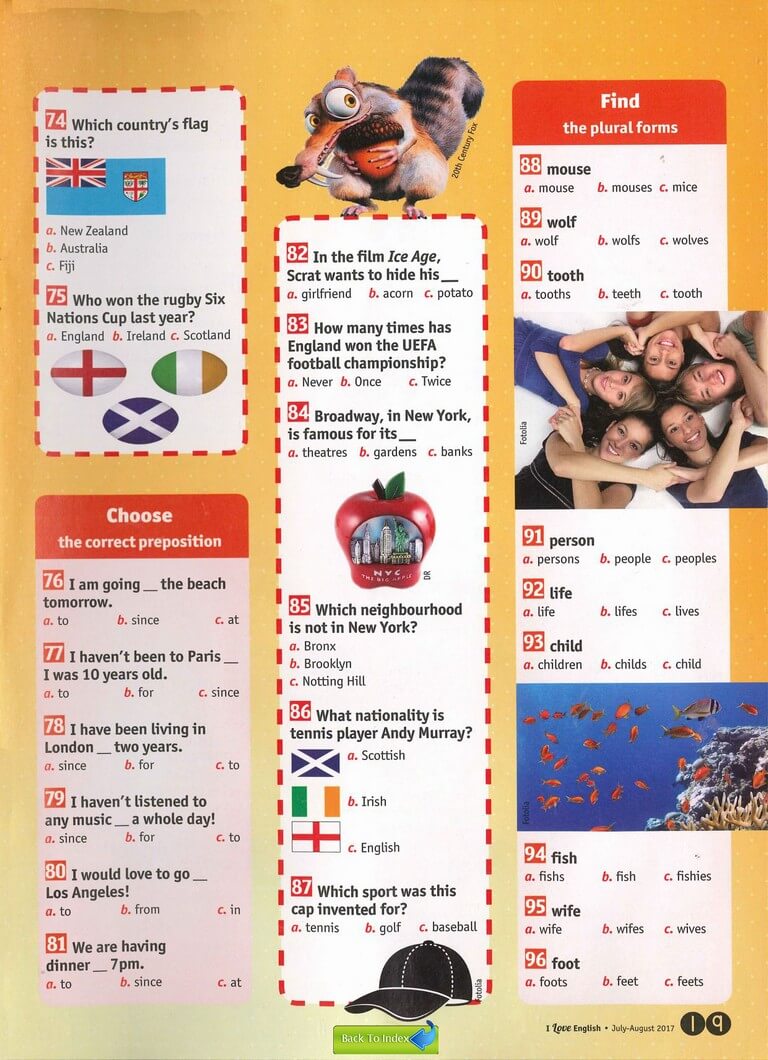 74 Which country's flag
is this?
a. New Zealand
b. Australia
c. Fiji
75 Who won the rugby Six
Nations Cup last year?
a. England b. Ireland c. Scotland
Choose
the correct preposition
76 I am going __ the beach
tomorrow.
a. to b. since c. at
77 I haven't been to Paris __
I was 10 years old.
a. to b. for c. since
78 I have been living in
London __ two years.
a. since b. for c. to
79 I haven't listened to
any music __ a whole day!
a. since b. for c. to
80 I would love to go __
Los Angeles!
a. to b. from c. in
81 We are having
dinner __ 7pm.
a. to b. since c. at
20th Century Fox
82 In the film Ice Age,
Scrat wants to hide his __
a. girlfriend b. acorn c. potato
83 How many times has
England won the UEFA
football championship?
a. Never b. Once c. Twice
84 Broadway, in New York,
is famous for its __
a. theatres b. gardens c. banks
NYC
THE BIG APPLE
DR
85 Which neighbourhood
is not in New York?
a. Bronx
b. Brooklyn
c. Notting Hill
86 What nationality is
tennis player Andy Murray?
a. Scottish
b. Irish
c. English
87 Which sport was this
cap invented for?
a. tennis b. golf c. baseball
Fotolia
Find
the plural forms
88 mouse
a. mouse b. mouses c. mice
89 wolf
a. wolf b. wolfs c. wolves
90 tooth
a. tooths b. teeth c. tooth
Fotolia
91 person
a. persons b. people c. peoples
92 life
a. life b. lifes c. lives
93 child
a. children b. childs c. child
Fotolia
94 fish
a. fishs b. fish c. fishies
95 wife
a. wife b. wifes c. wives
96 foot
a. foots b. feet c. feets
I Love English • July-August 2017 19
Back To Index